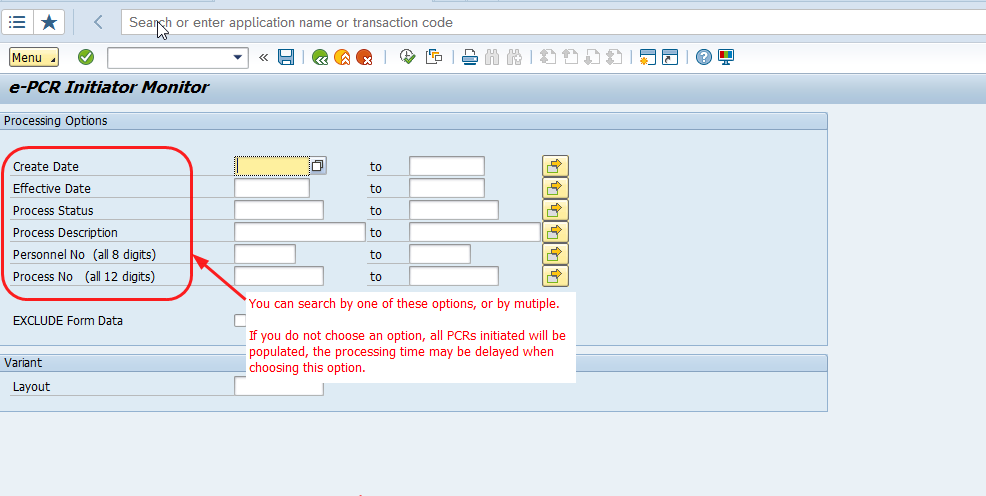 Search or enter application name or transaction code
Menu
e-PCR Initiator Monitor
Processing Options
Create Date to
Effective Date to
Process Status to
Process Description to
Personnel No (all 8 digits) to
Process No (all 12 digits) to
You can search by one of these options, or by mutiple.
EXCLUDE Form Data
If you do not choose an option, all PCRs initiated will be
populated, the processing time may be delayed when
choosing this option.
Variant
Layout